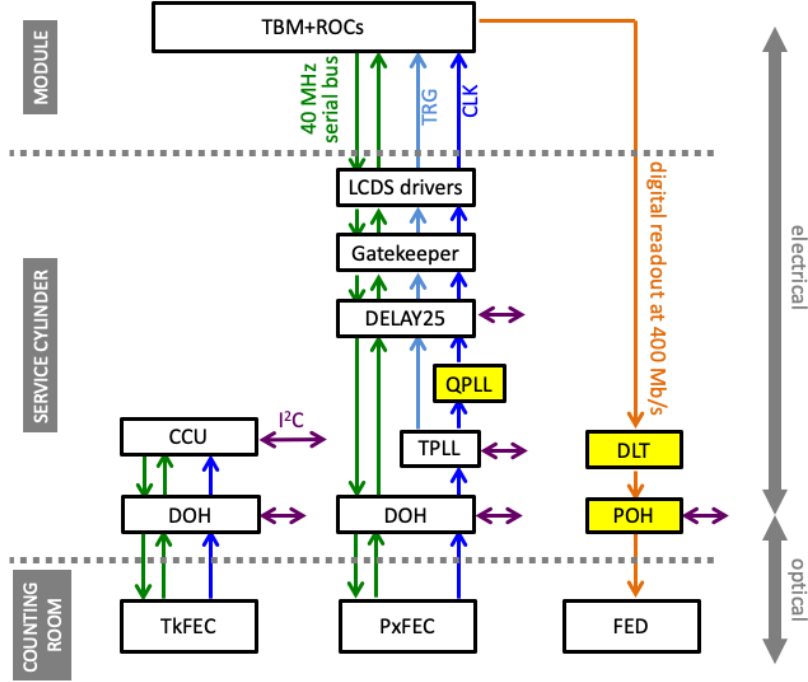 TBM+ROCs
MODULE
40 MHz
serial bus
TRG
CLK
LCDS drivers
Gatekeeper
DELAY25
QPLL
digital readout at 400 Mb/s
electrical
SERVICE CYLINDER
CCU
I²C
TPLL
DLT
DOH
DOH
POH
optical
COUNTING
ROOM
TkFEC
PxFEC
FED